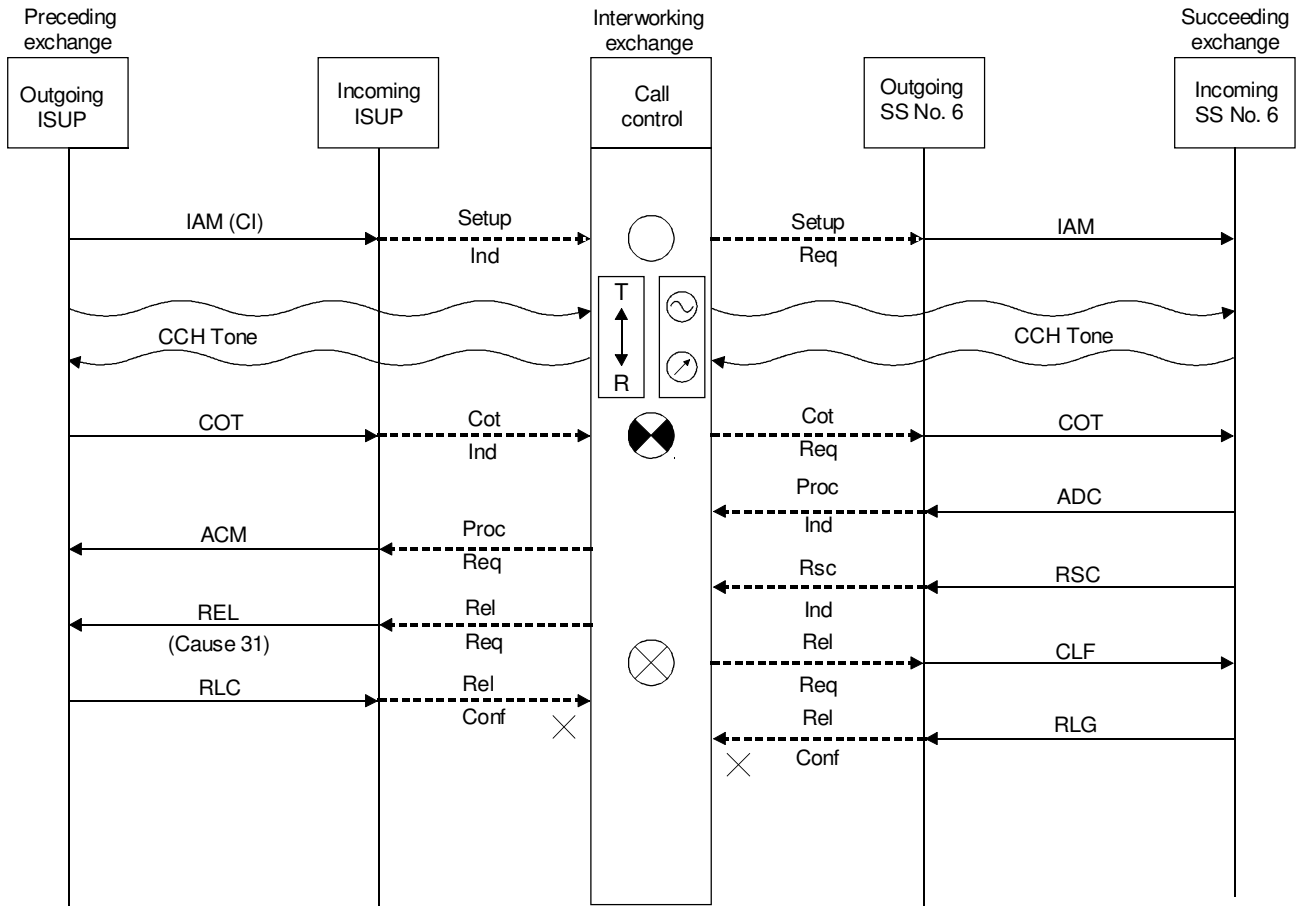 Preceding
exchange
Interworking
exchange
Succeeding
exchange
Outgoing
ISUP
Incoming
ISUP
Call
control
Outgoing
SS No. 6
Incoming
SS No. 6
IAM (CI)
Setup
Ind
Setup
Req
IAM
T
R
CCH Tone
CCH Tone
COT
Cot
Ind
Cot
Req
COT
Proc
Ind
ADC
ACM
Proc
Req
Rsc
Ind
RSC
REL
(Cause 31)
Rel
Req
Rel
Req
CLF
RLC
Rel
Conf
Rel
Conf
RLG